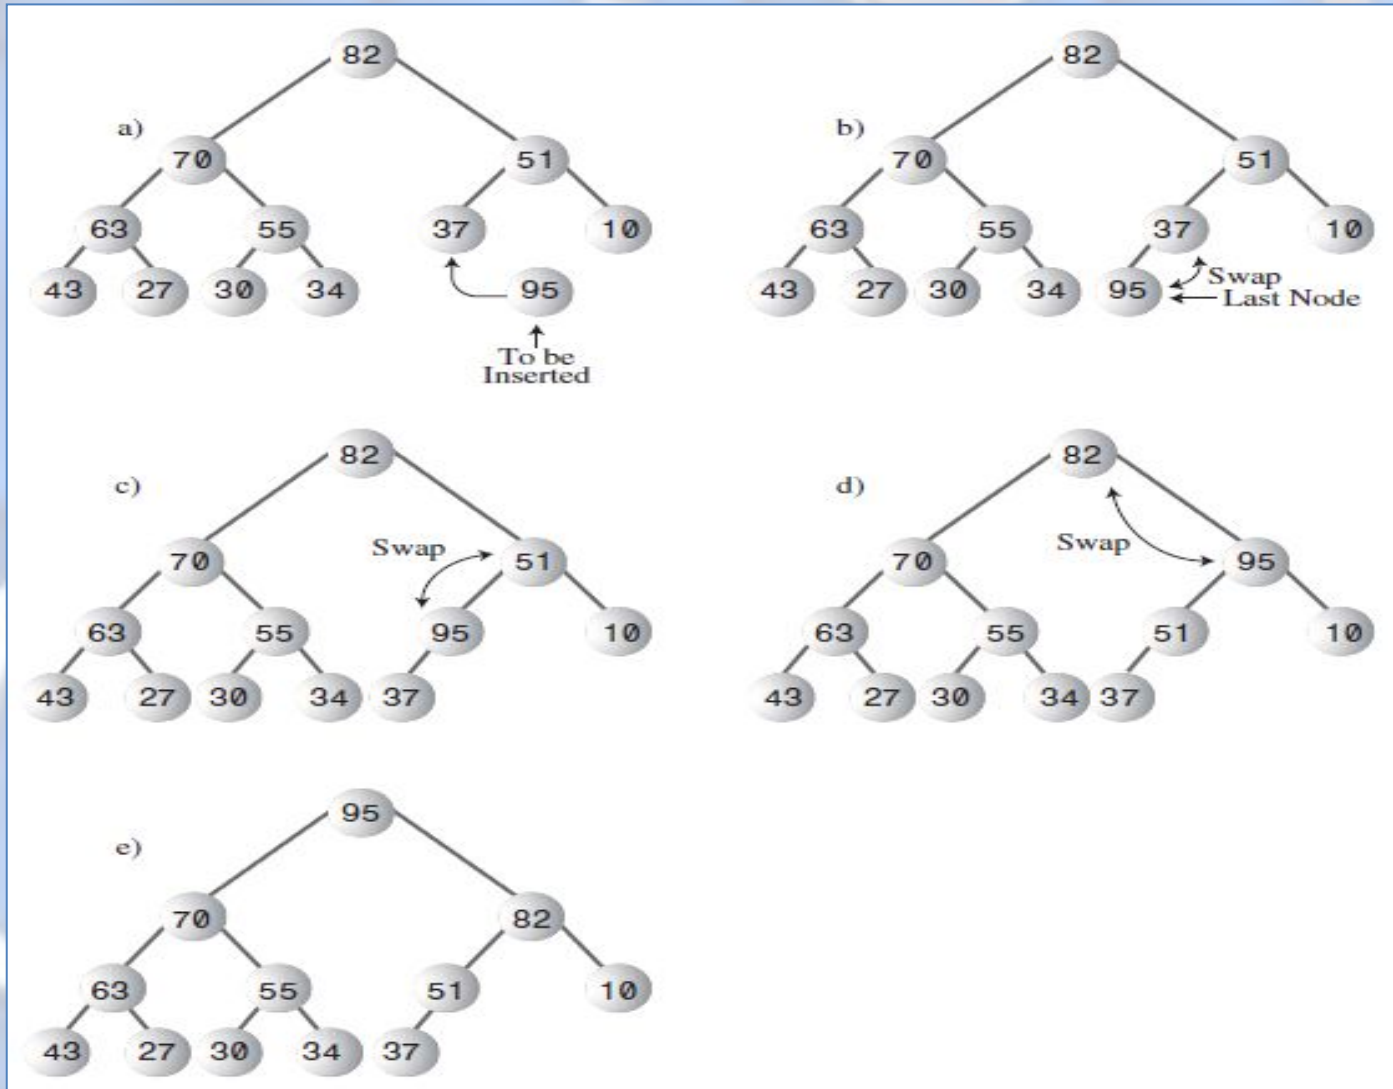 82
a)
70 51
63 55 37 10
43 27 30 34 95
To be
Inserted
82
b)
70 51
63 55 37 10
Swap
43 27 30 34 95
Last Node
82
c)
Swap
70 51
63 55 95 10
43 27 30 34 37
82
d)
Swap
70 95
63 55 51 10
43 27 30 34 37
95
e)
70 82
63 55 51 10
43 27 30 34 37